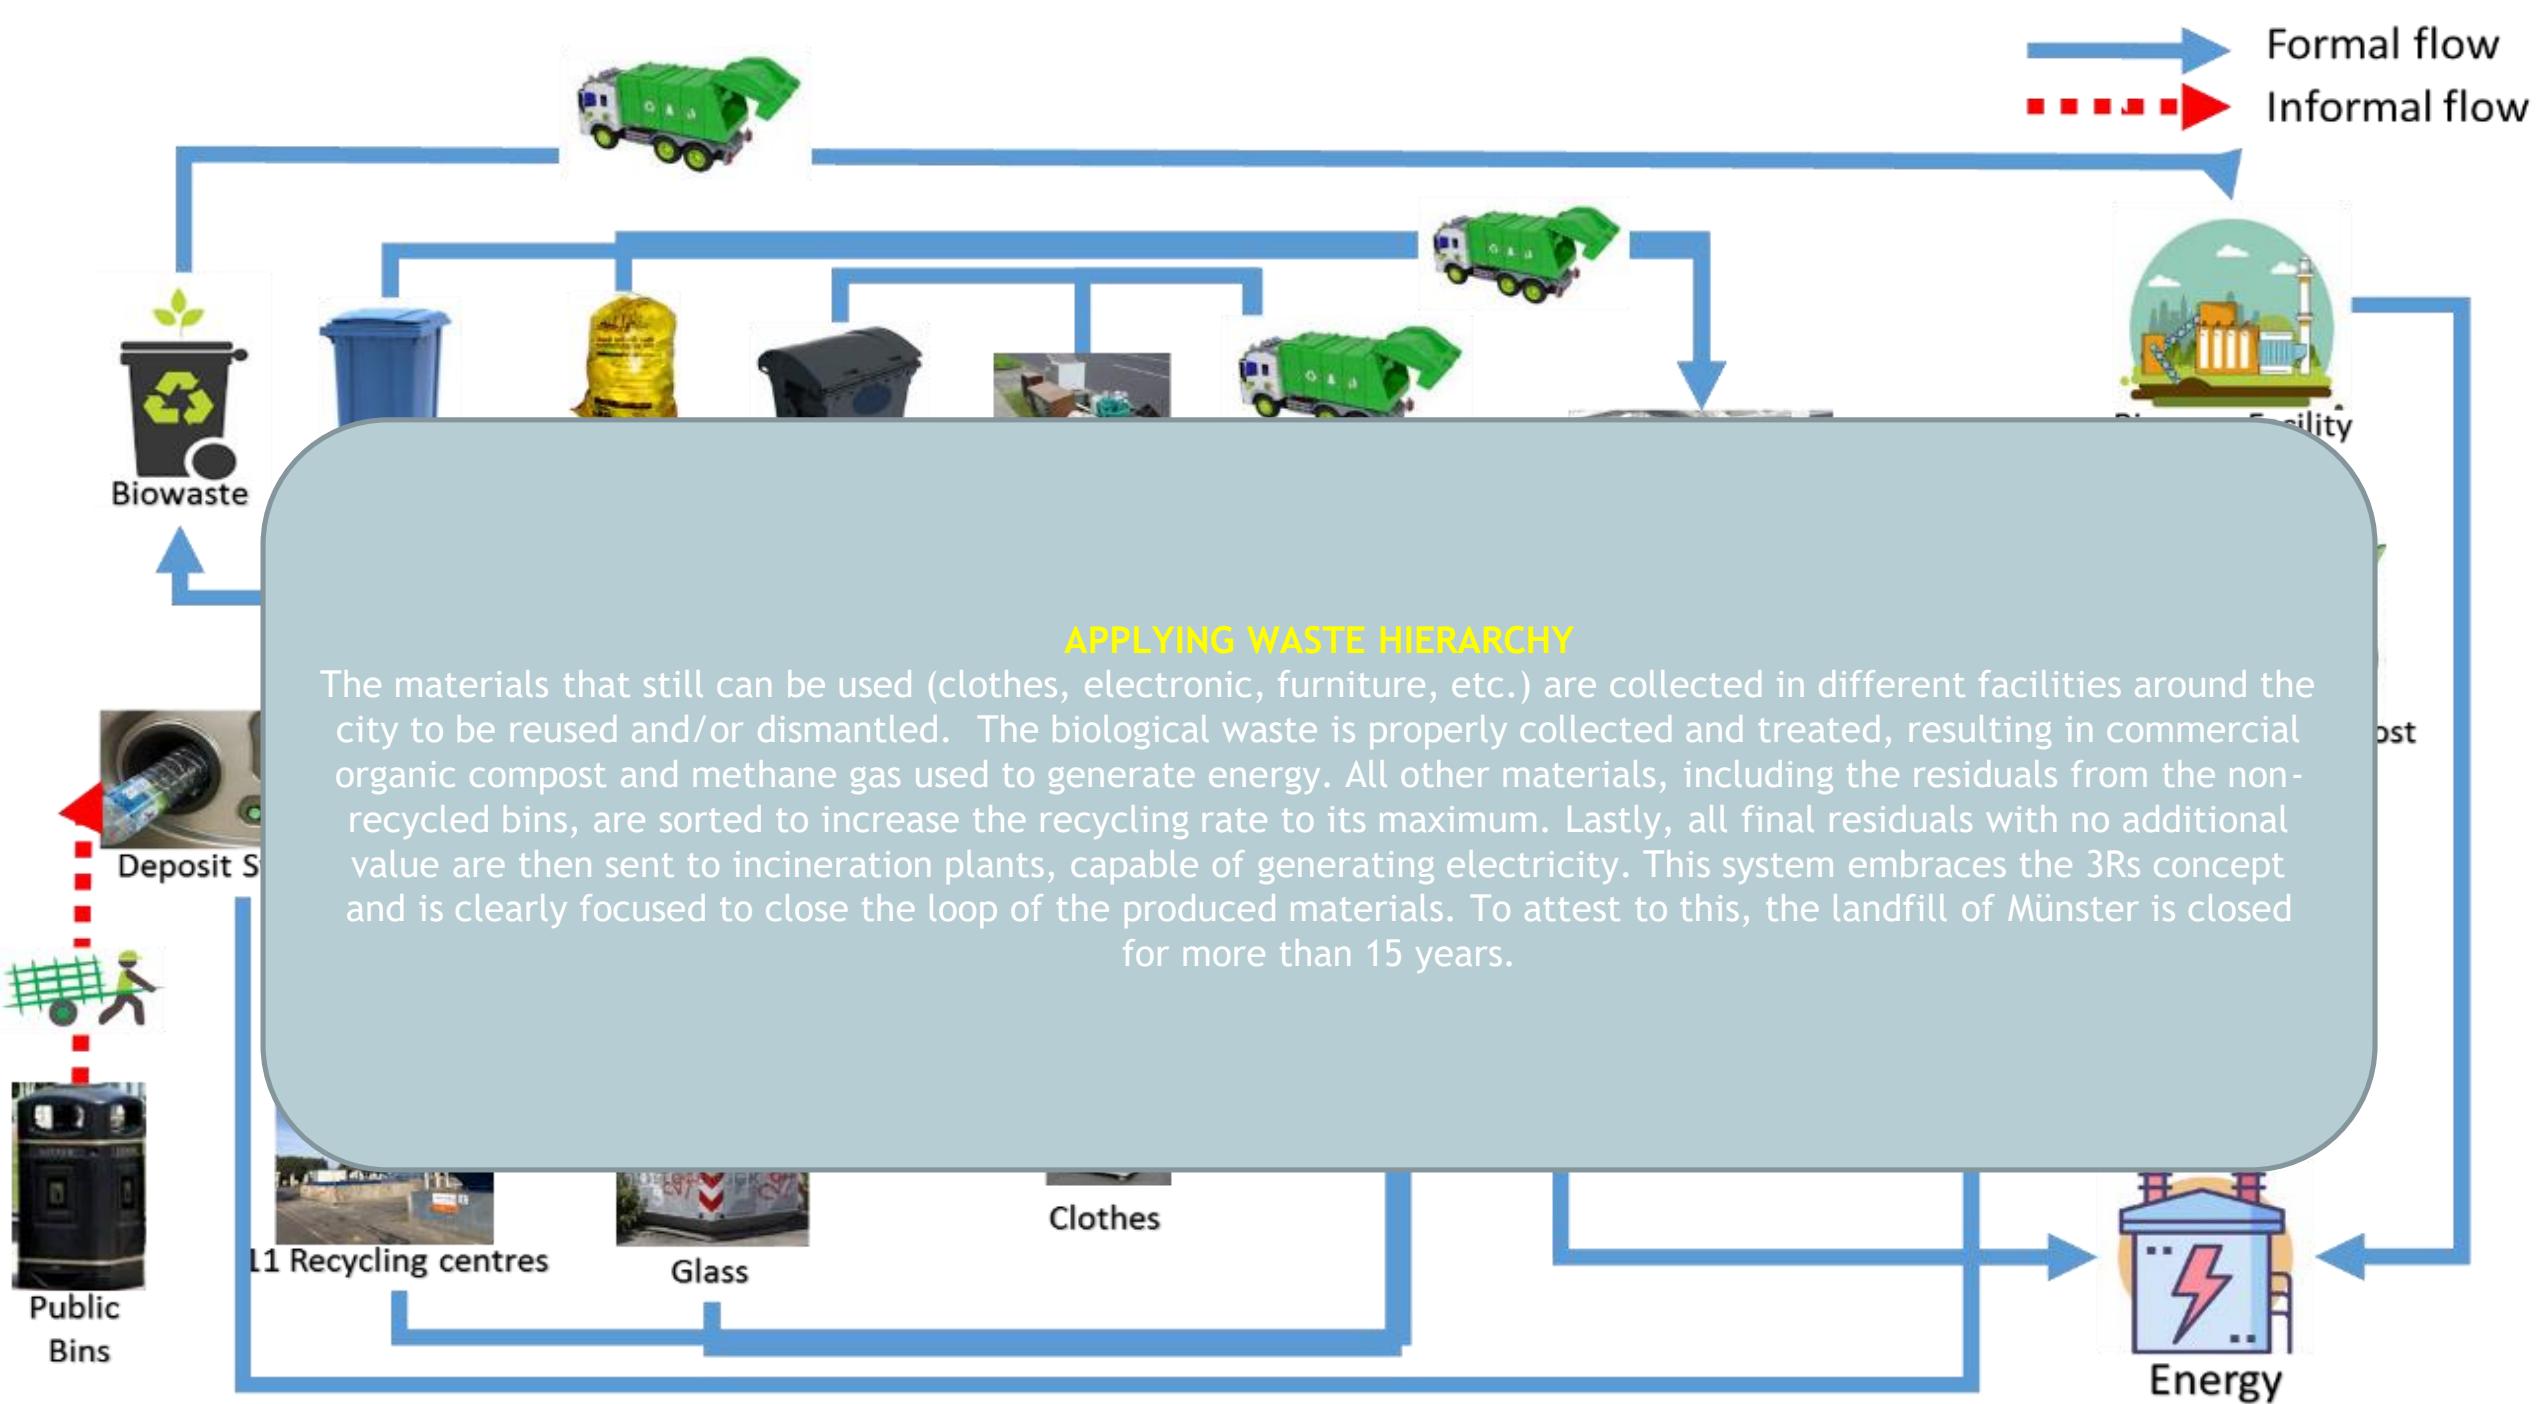 Formal flow
Informal flow
Biowaste
APPLYING WASTE HIERARCHY
The materials that still can be used (clothes, electronic, furniture, etc.) are collected in different facilities around the
city to be reused and/or dismantled.  The biological waste is properly collected and treated, resulting in commercial
organic compost and methane gas used to generate energy. All other materials, including the residuals from the non-
recycled bins, are sorted to increase the recycling rate to its maximum. Lastly, all final residuals with no additional
value are then sent to incineration plants, capable of generating electricity. This system embraces the 3Rs concept
and is clearly focused to close the loop of the produced materials. To attest to this, the landfill of Münster is closed
for more than 15 years.
Deposit
Clothes
11 Recycling centres
Glass
Public
Bins
Energy